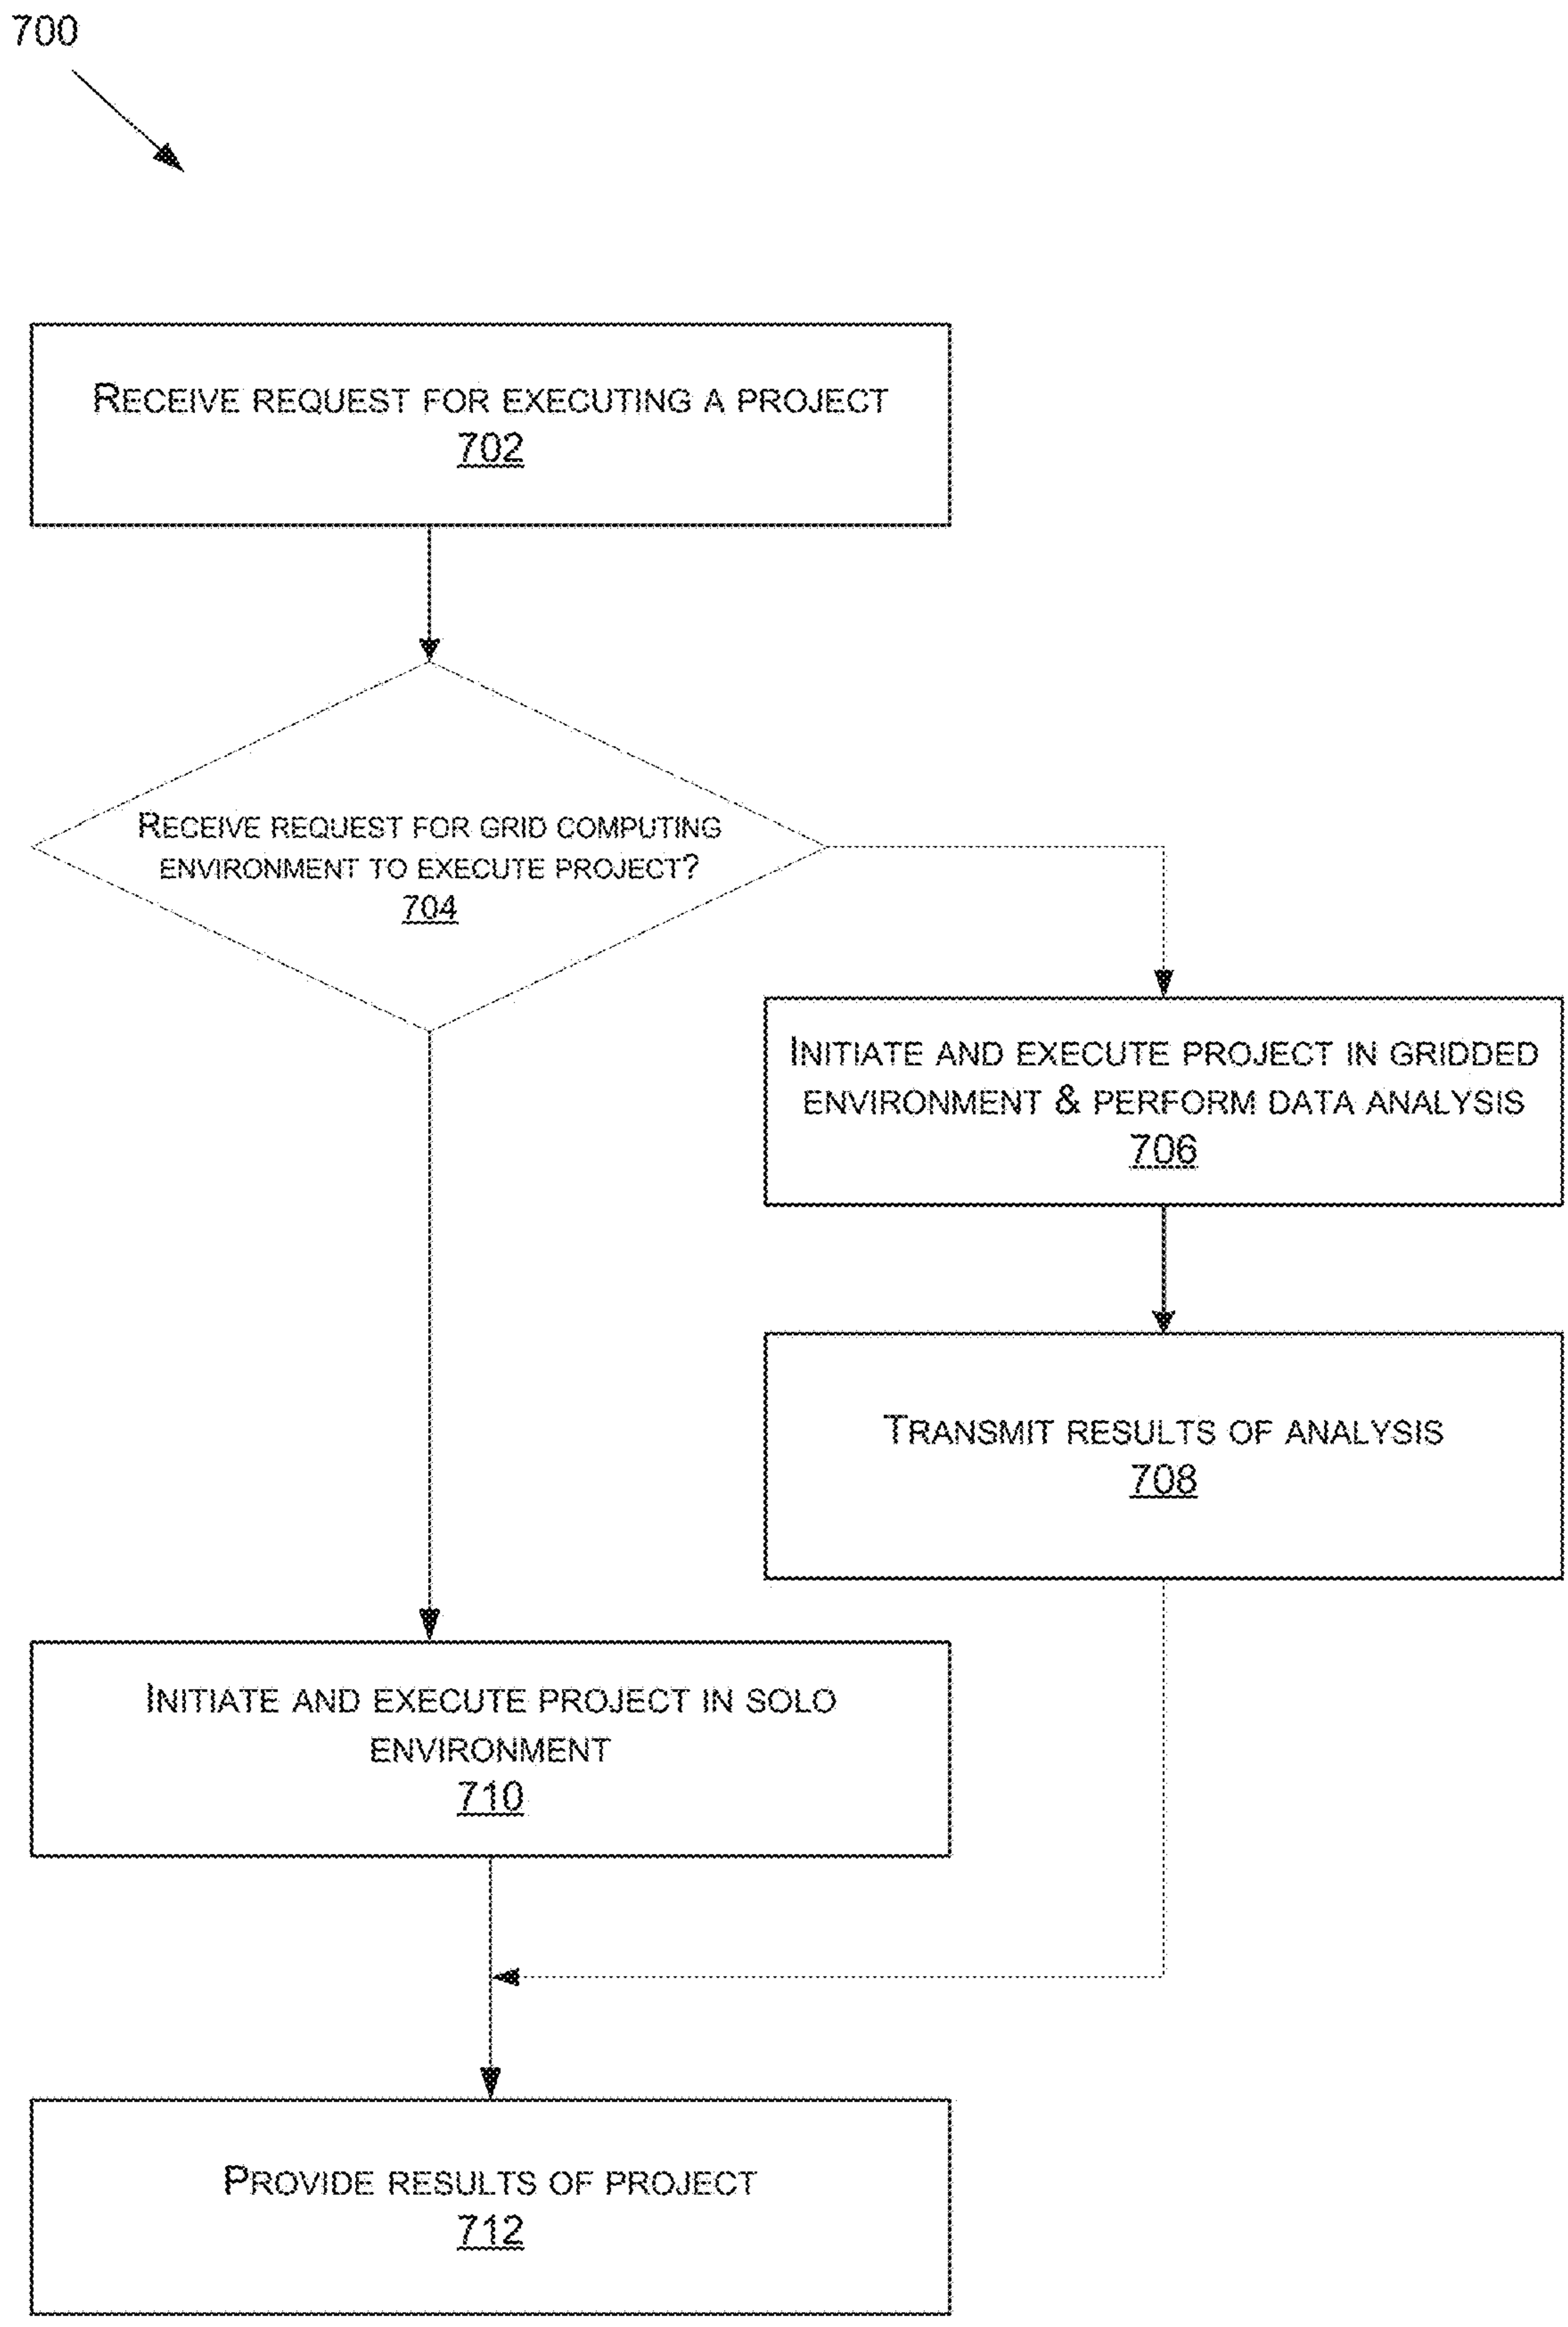 700
RECEIVE REQUEST FOR EXECUTING A PROJECT
702
RECEIVE REQUEST FOR GRID COMPUTING
ENVIRONMENT TO EXECUTE PROJECT?
704
INITIATE AND EXECUTE PROJECT IN GRIDDED
ENVIRONMENT & PERFORM DATA ANALYSIS
706
TRANSMIT RESULTS OF ANALYSIS
708
INITIATE AND EXECUTE PROJECT IN SOLO
ENVIRONMENT
710
PROVIDE RESULTS OF PROJECT
712